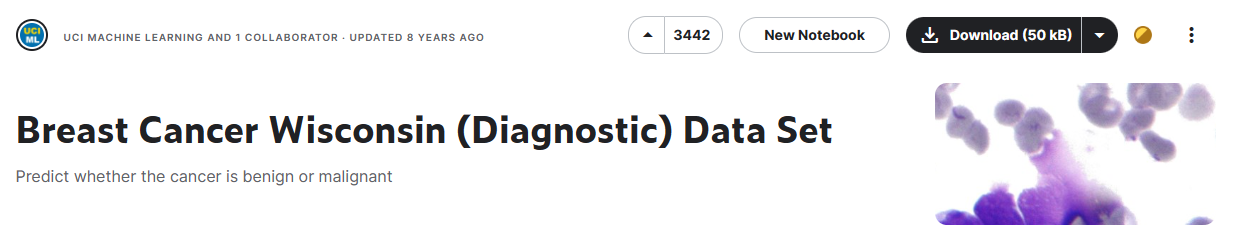 UCI
ML
UCI MACHINE LEARNING AND 1 COLLABORATOR · UPDATED 8 YEARS AGO
3442
New Notebook
Download (50 kB)
Breast Cancer Wisconsin (Diagnostic) Data Set
Predict whether the cancer is benign or malignant